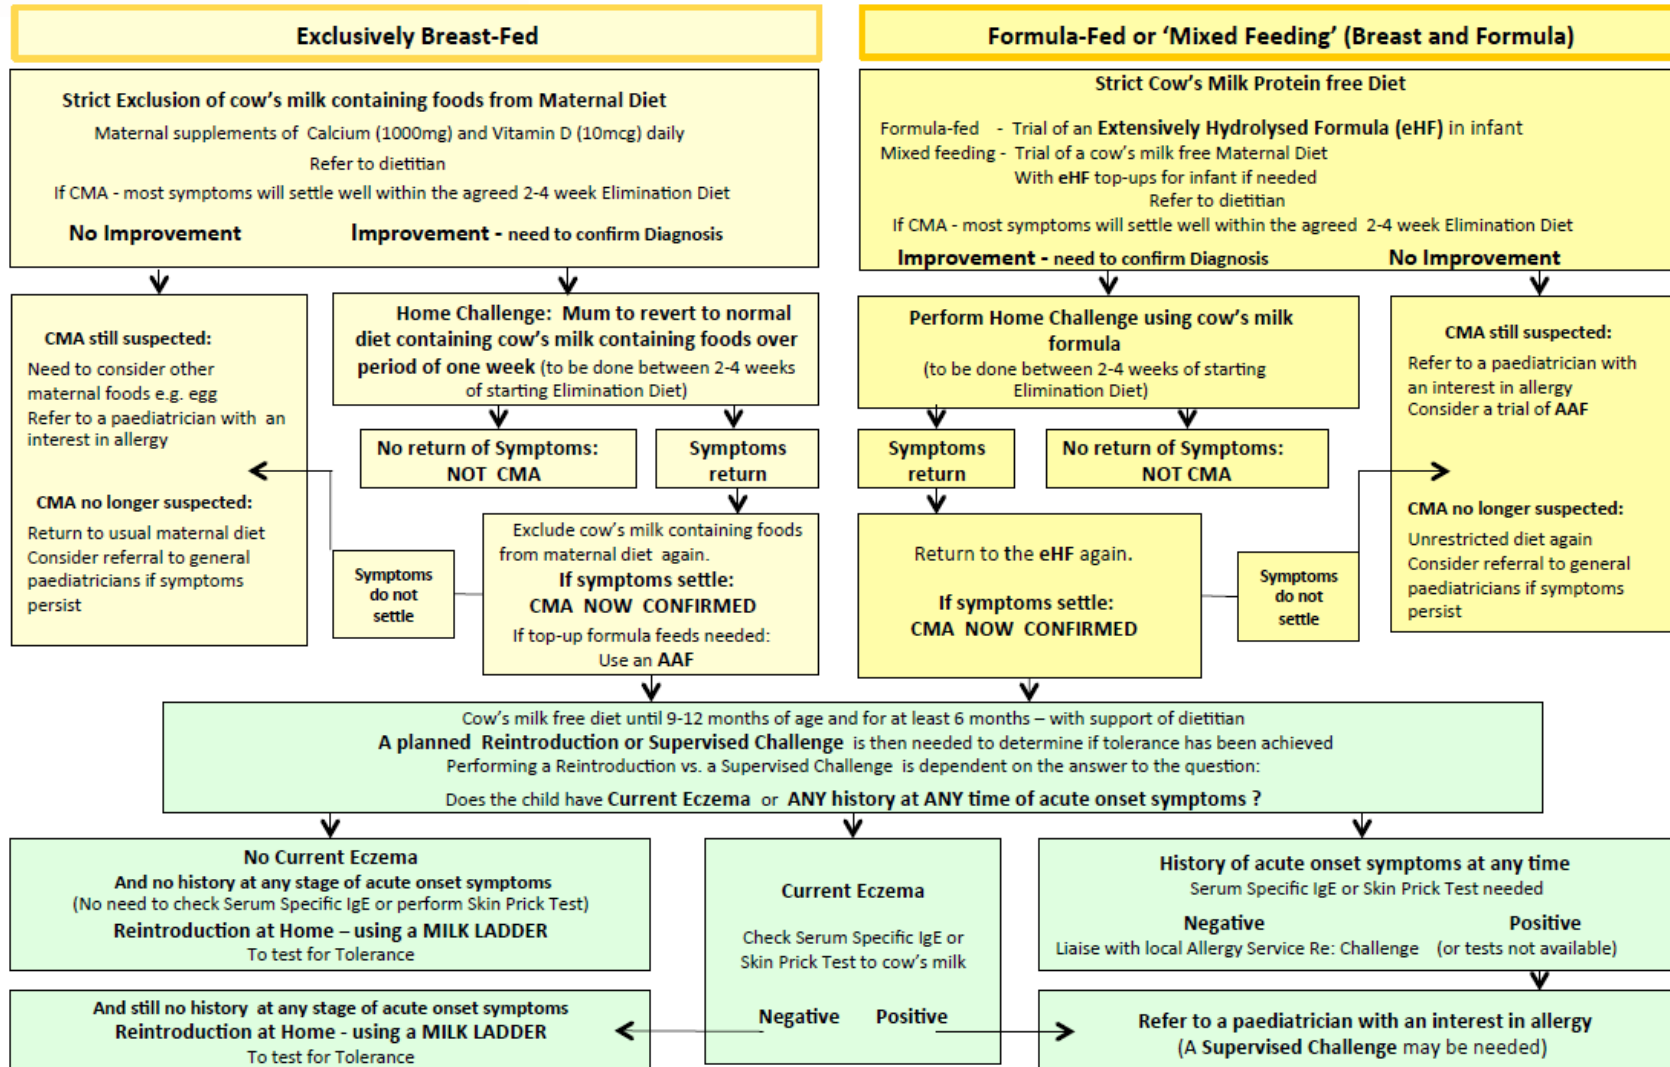 Exclusively Breast-Fed
Strict Exclusion of cow's milk containing foods from Maternal Diet
Maternal supplements of Calcium (1000mg) and Vitamin D (10mcg) daily
Refer to dietitian
If CMA - most symptoms will settle well within the agreed 2-4 week Elimination Diet
No Improvement
Improvement - need to confirm Diagnosis
CMA still suspected:
Need to consider other
maternal foods e.g. egg
Refer to a paediatrician with an
interest in allergy
CMA no longer suspected:
Return to usual maternal diet
Consider referral to general
paediatricians if symptoms
persist
Home Challenge: Mum to revert to normal
diet containing cow's milk containing foods over
period of one week (to be done between 2-4 weeks
of starting Elimination Diet)
No return of Symptoms:
NOT CMA
Symptoms
return
Symptoms
do not
settle
Exclude cow's milk containing foods
from maternal diet again.
If symptoms settle:
CMA NOW CONFIRMED
If top-up formula feeds needed:
Use an AAF
Formula-Fed or 'Mixed Feeding' (Breast and Formula)
Strict Cow's Milk Protein free Diet
Formula-fed - Trial of an Extensively Hydrolysed Formula (eHF) in infant
Mixed feeding - Trial of a cow's milk free Maternal Diet
With eHF top-ups for infant if needed
Refer to dietitian
If CMA - most symptoms will settle well within the agreed 2-4 week Elimination Diet
Improvement - need to confirm Diagnosis
No Improvement
Perform Home Challenge using cow's milk
formula
(to be done between 2-4 weeks of starting
Elimination Diet)
Symptoms
return
No return of Symptoms:
NOT CMA
Return to the eHF again.
If symptoms settle:
CMA NOW CONFIRMED
Symptoms
do not
settle
CMA still suspected:
Refer to a paediatrician with
an interest in allergy
Consider a trial of AAF
CMA no longer suspected:
Unrestricted diet again
Consider referral to general
paediatricians if symptoms
persist
Cow's milk free diet until 9-12 months of age and for at least 6 months – with support of dietitian
A planned Reintroduction or Supervised Challenge is then needed to determine if tolerance has been achieved
Performing a Reintroduction vs. a Supervised Challenge is dependent on the answer to the question:
Does the child have Current Eczema or ANY history at ANY time of acute onset symptoms ?
No Current Eczema
And no history at any stage of acute onset symptoms
(No need to check Serum Specific IgE or perform Skin Prick Test)
Reintroduction at Home – using a MILK LADDER
To test for Tolerance
And still no history at any stage of acute onset symptoms
Reintroduction at Home - using a MILK LADDER
To test for Tolerance
Current Eczema
Check Serum Specific IgE or
Skin Prick Test to cow's milk
Negative Positive
History of acute onset symptoms at any time
Serum Specific IgE or Skin Prick Test needed
Negative Positive
Liaise with local Allergy Service Re: Challenge (or tests not available)
Refer to a paediatrician with an interest in allergy
(A Supervised Challenge may be needed)